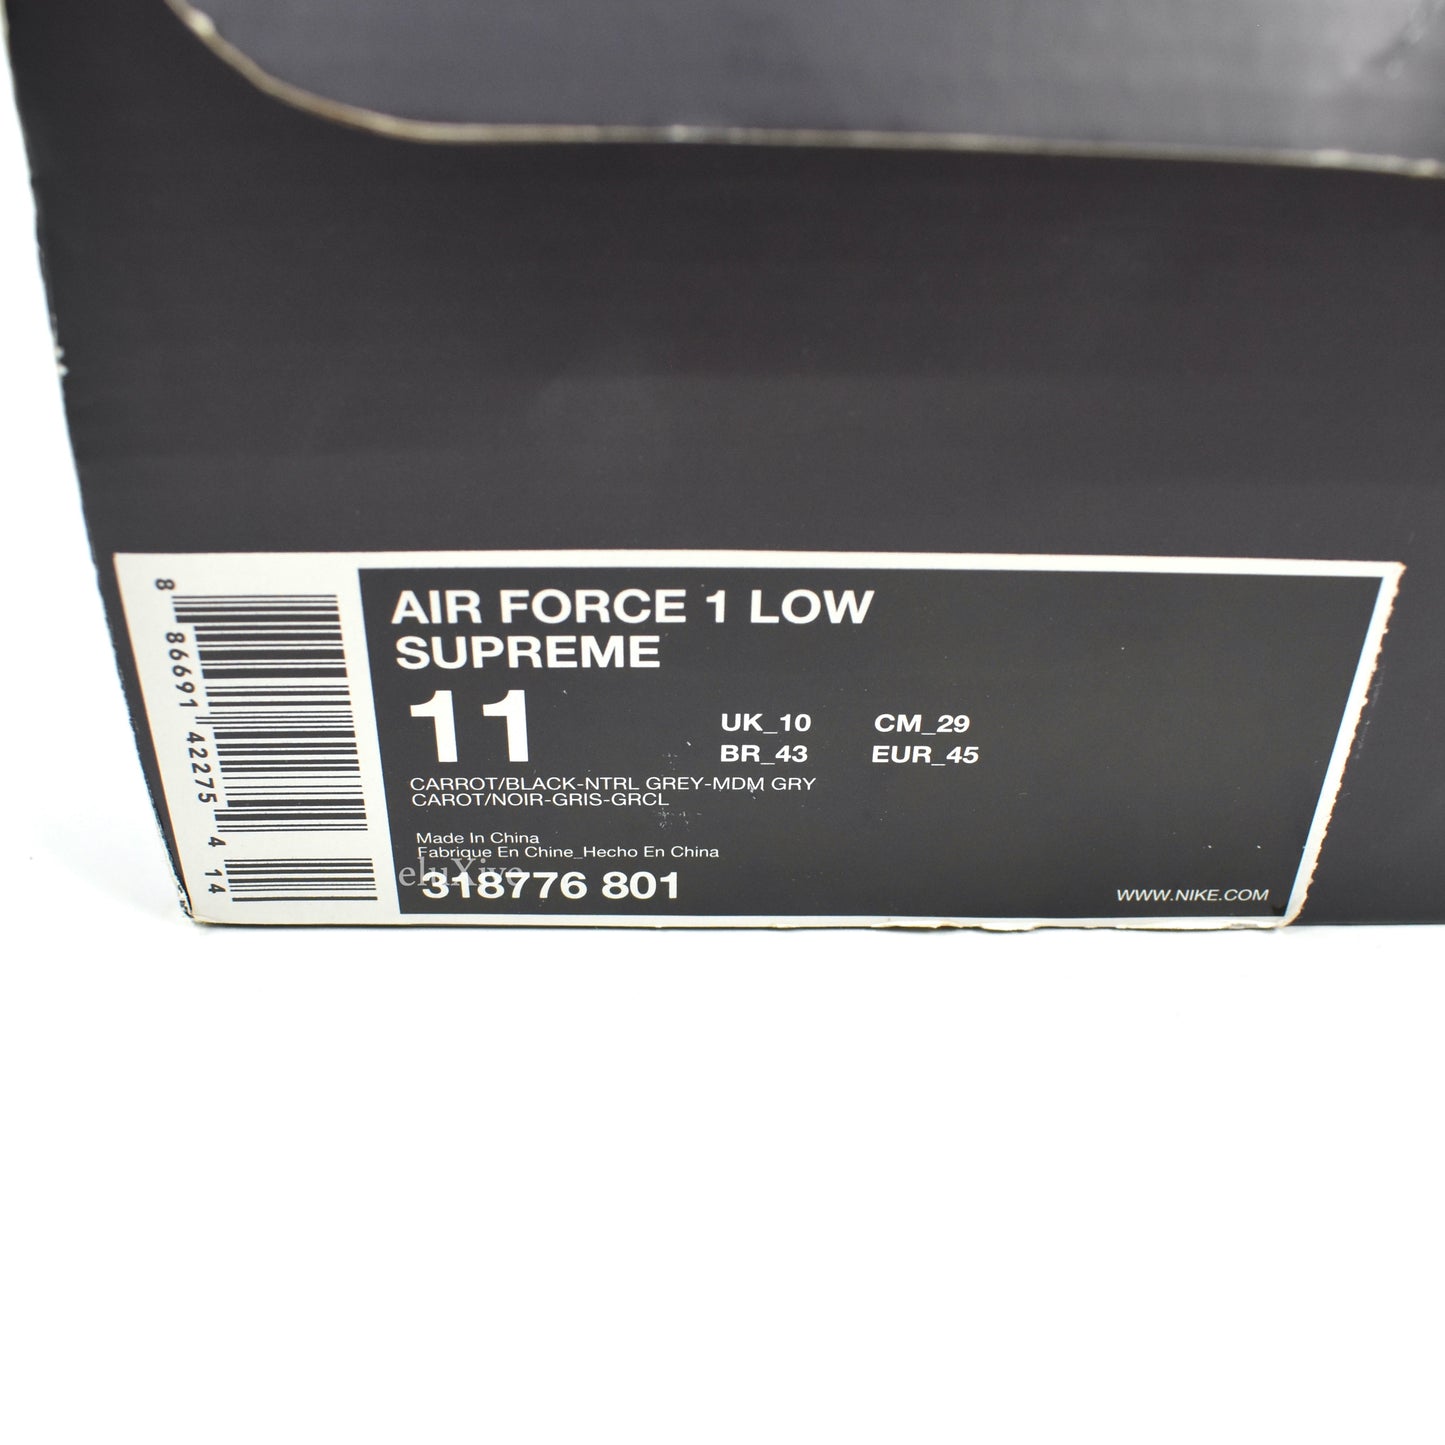 AIR FORCE 1 LOW
SUPREME
11
UK_10 CM_29
BR_43 EUR_45
CARROT/BLACK-NTRL GREY-MDM GRY
CAROT/NOIR-GRIS-GRCL
Made In China
Fabrique En Chine_Hecho En China
eluXive
318776 801
WWW.NIKE.COM
8 86691 42275 4 14